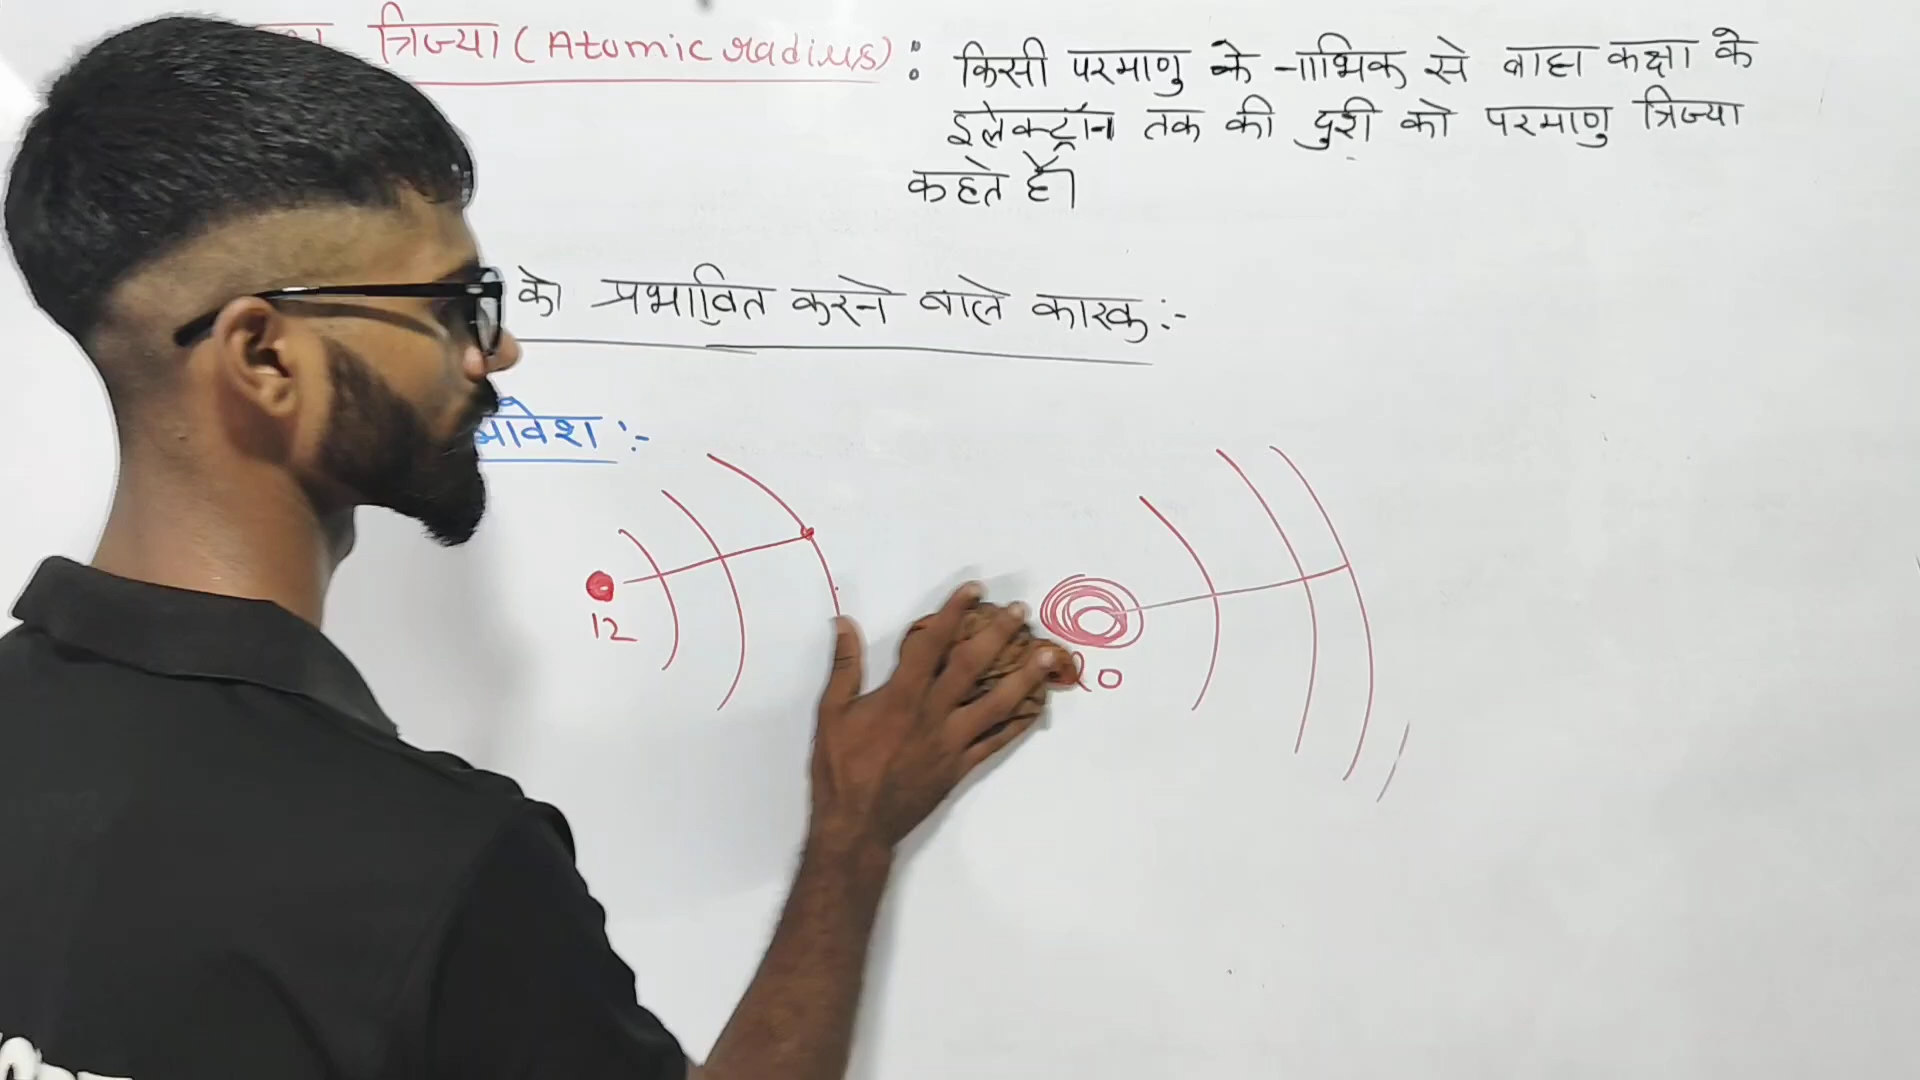 त्रिज्या (Atomic radius) : किसी परमाणु के नाभिक से बाह्य कक्षा के
इलेक्ट्रॉन तक की दुरी को परमाणु त्रिज्या
कहते हैं।
को प्रभावित करने वाले कारक :-
आवेश :-
12
20